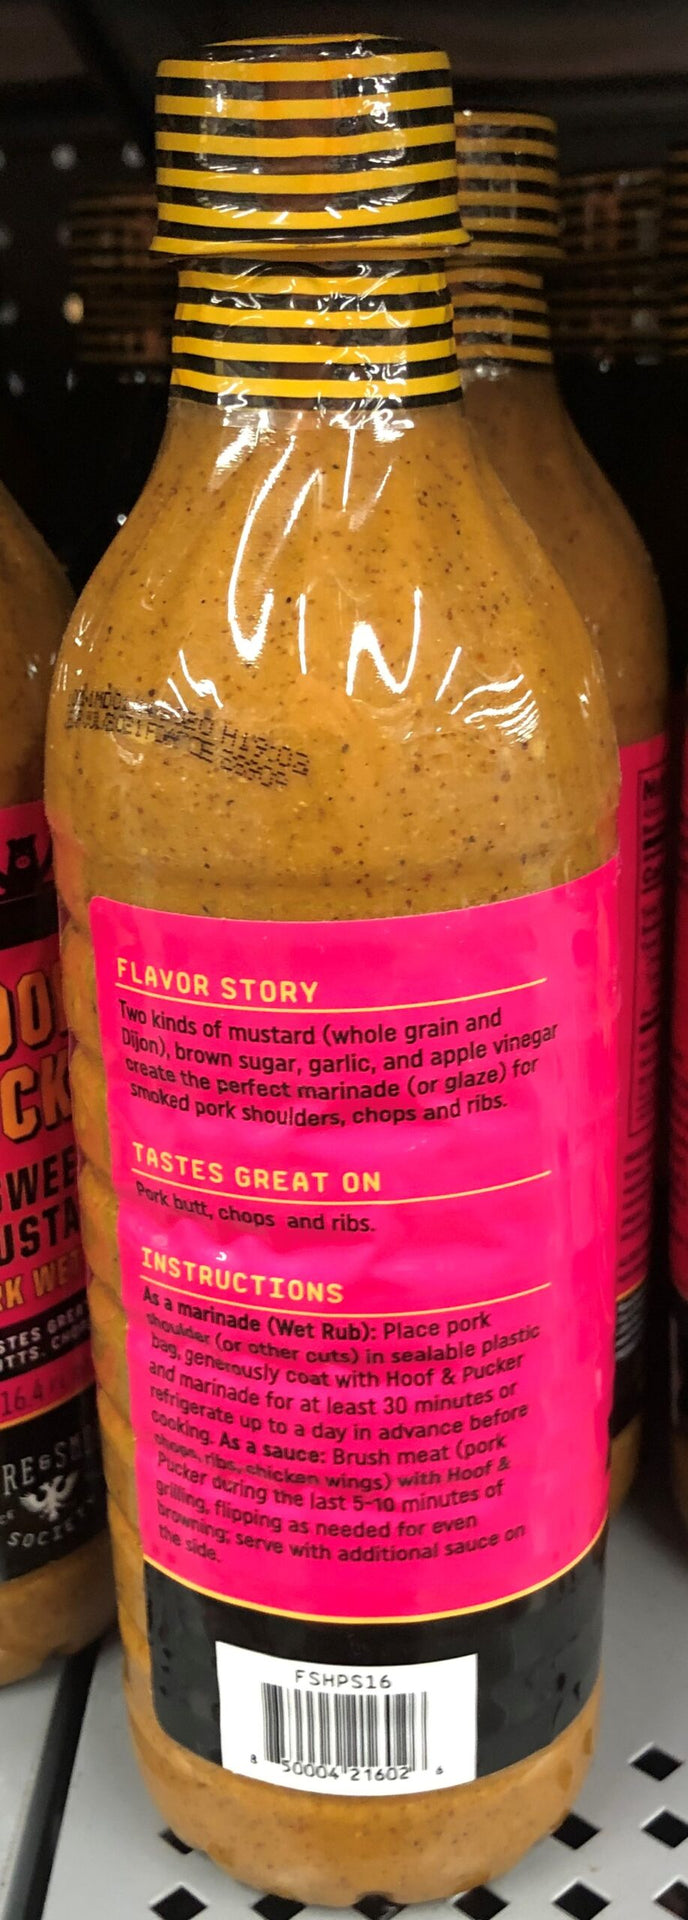 FLAVOR STORY
Two kinds of mustard (whole grain and
Dijon), brown sugar, garlic, and apple vinegar
create the perfect marinade (or glaze) for
smoked pork shoulders, chops and ribs.
TASTES GREAT ON
Pork butt, chops and ribs.
INSTRUCTIONS
As a marinade (Wet Rub): Place pork
shoulder (or other cuts) in sealable plastic
bag, generously coat with Hoof & Pucker
and marinade for at least 30 minutes or
refrigerate up to a day in advance before
cooking. As a sauce: Brush meat (pork
chops, ribs, chicken wings) with Hoof &
Pucker during the last 5-10 minutes of
grilling, flipping as needed for even
browning; serve with additional sauce on
the side.
FSHPS16
8 50004 21602 6
SOCIETY